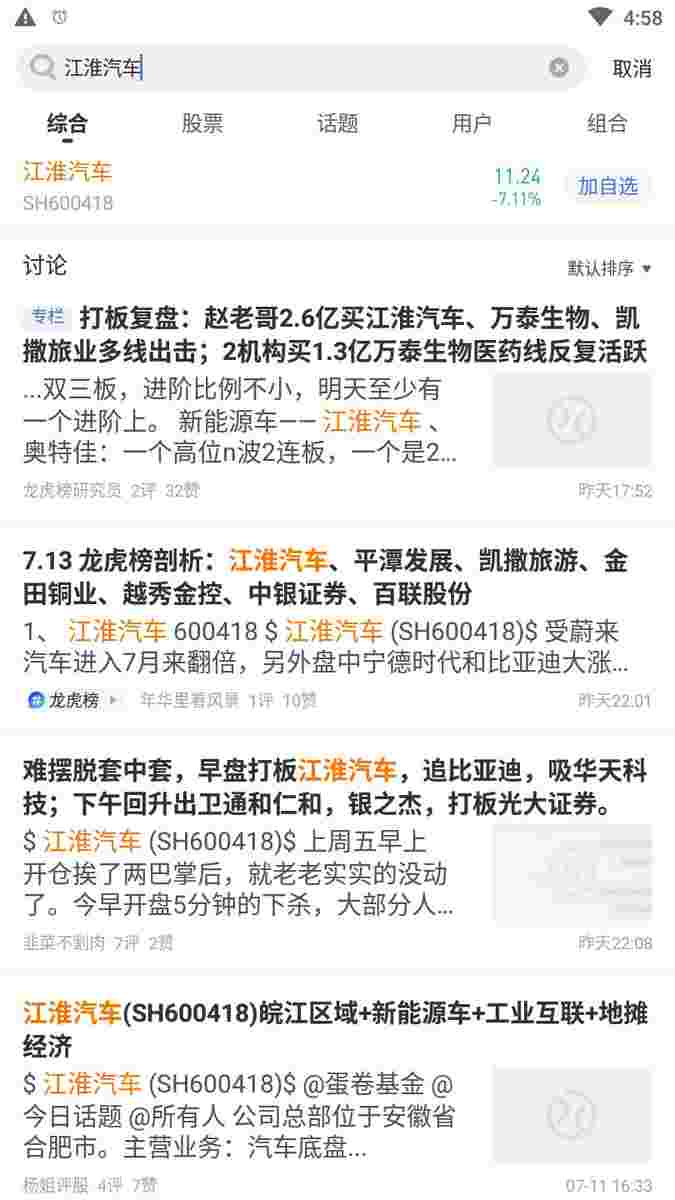 4:58
江淮汽车
取消
综合 股票 话题 用户 组合
江淮汽车
11.24
加自选
SH600418
-7.11%
讨论
默认排序
专栏 打板复盘：赵老哥2.6亿买江淮汽车、万泰生物、凯
撒旅业多线出击；2机构买1.3亿万泰生物医药线反复活跃
...双三板，进阶比例不小，明天至少有
一个进阶上。 新能源车—— 江淮汽车 、
奥特佳：一个高位n波2连板，一个是2...
龙虎榜研究员 2评 32赞
昨天17:52
7.13 龙虎榜剖析：江淮汽车、平潭发展、凯撒旅游、金
田铜业、越秀金控、中银证券、百联股份
1、 江淮汽车 600418 $ 江淮汽车 (SH600418)$ 受蔚来
汽车进入7月来翻倍，另外盘中宁德时代和比亚迪大涨...
龙虎榜 年华里看风景 1评 10赞
昨天22:01
难摆脱套中套，早盘打板江淮汽车，追比亚迪，吸华天科
技；下午回升出卫通和仁和，银之杰，打板光大证券。
$ 江淮汽车 (SH600418)$ 上周五早上
开仓挨了两巴掌后，就老老实实的没动
了。今早开盘5分钟的下杀，大部分人...
韭菜不割肉 7评 2赞
昨天22:08
江淮汽车(SH600418)皖江区域+新能源车+工业互联+地摊
经济
$ 江淮汽车 (SH600418)$ @蛋卷基金 @
今日话题 @所有人 公司总部位于安徽省
合肥市。主营业务：汽车底盘...
杨姐评股 4评 7赞
07-11 16:33